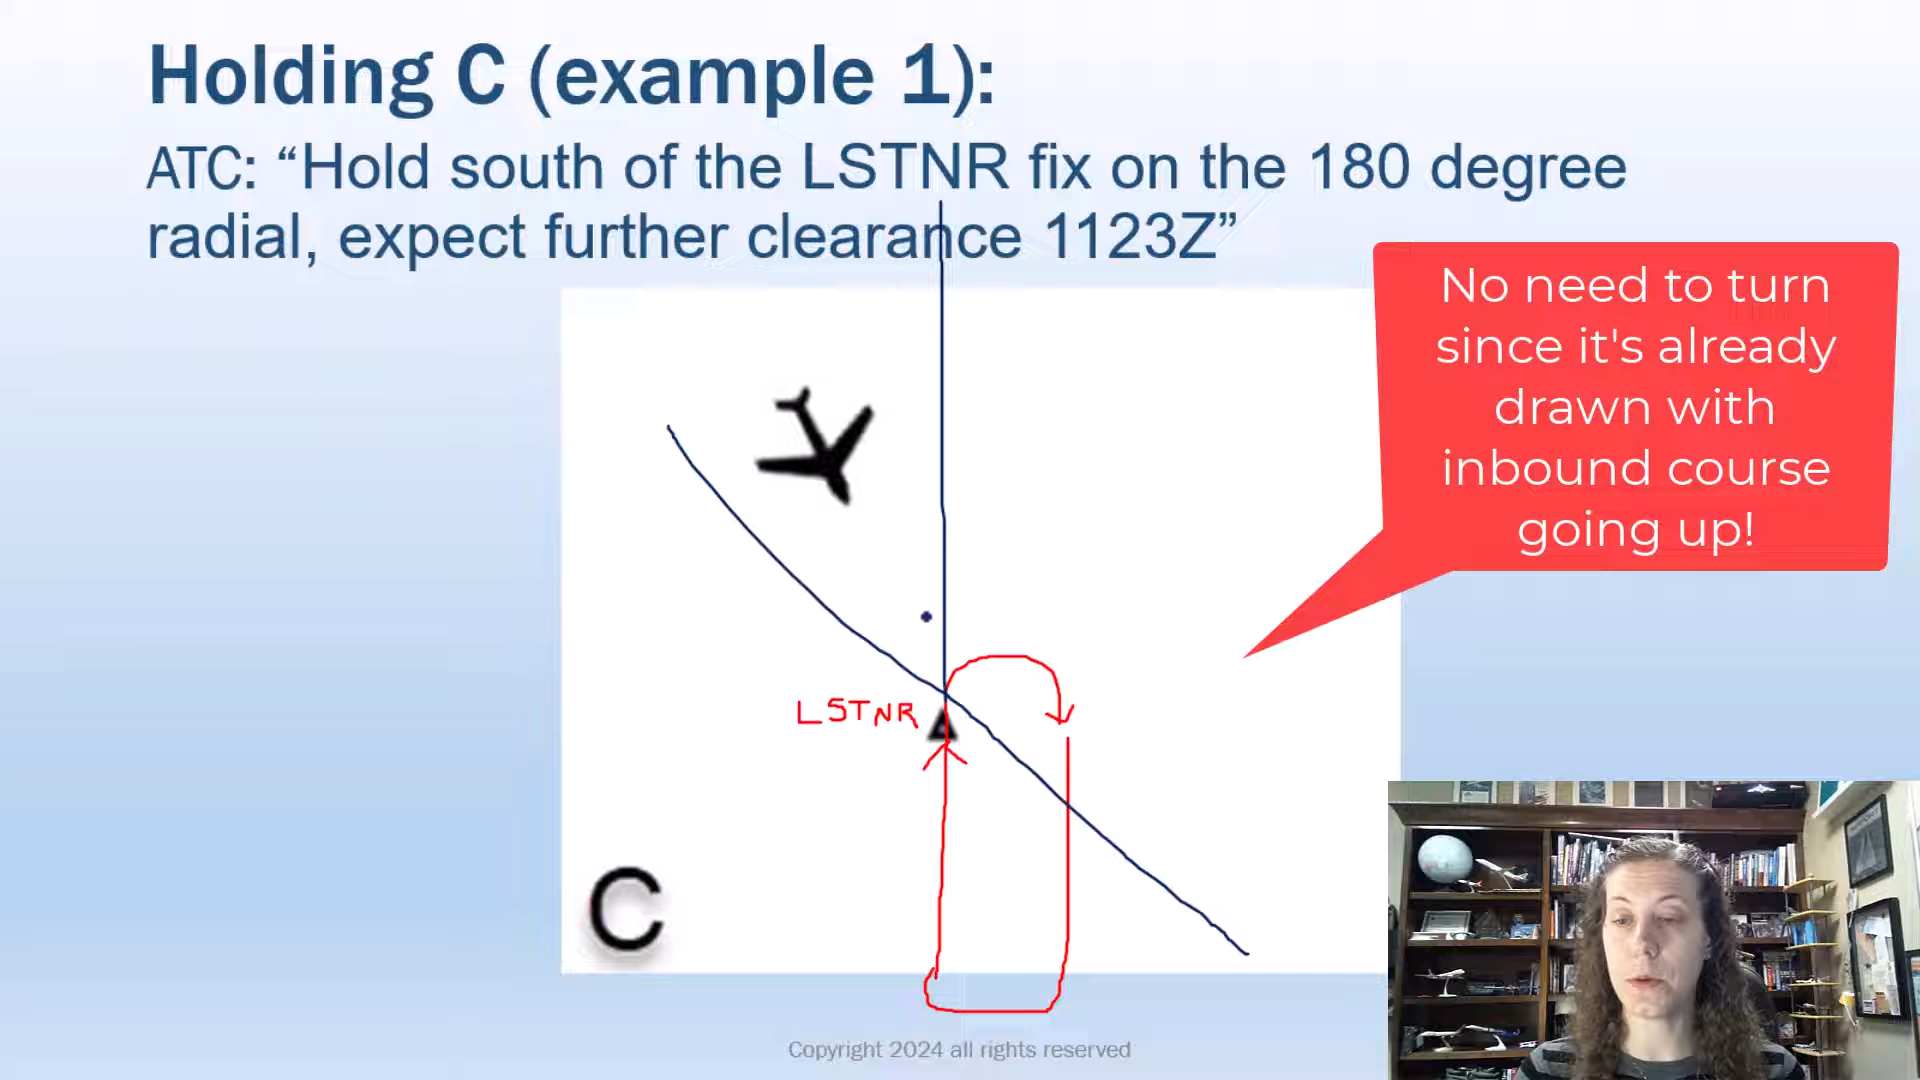 Holding C (example 1):
ATC: “Hold south of the LSTNR fix on the 180 degree
radial, expect further clearance 1123Z”
No need to turn
since it's already
drawn with
inbound course
going up!
LSTNR
C
Copyright 2024 all rights reserved